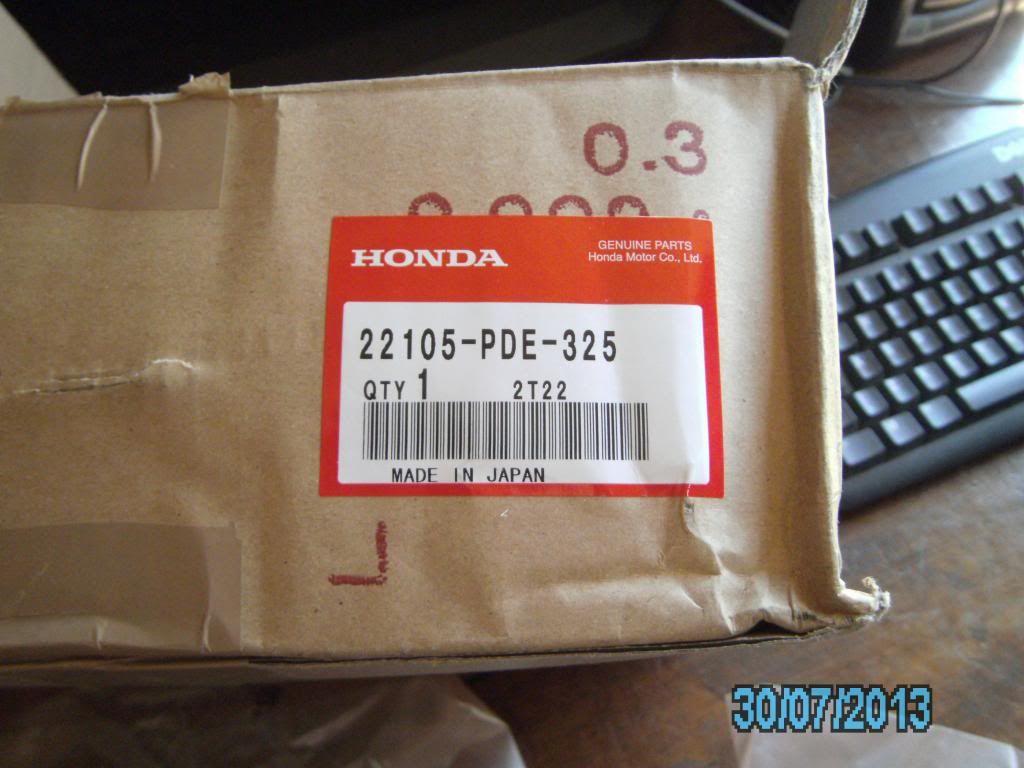 0.3
HONDA
GENUINE PARTS
Honda Motor Co., Ltd.
22105-PDE-325
QTY 1 2T22
MADE IN JAPAN
L
30/07/2013